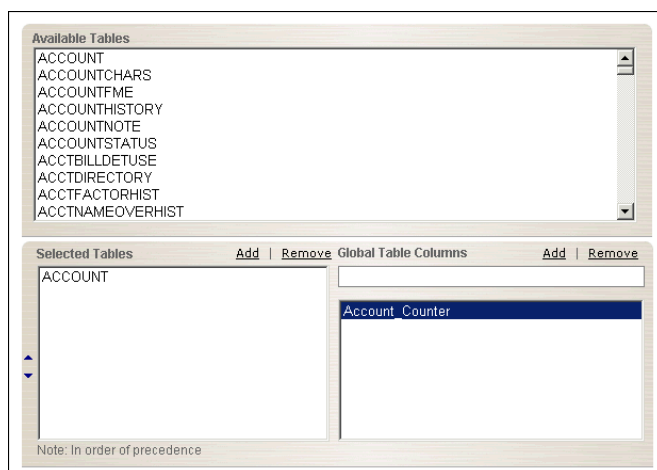 Available Tables
ACCOUNT
ACCOUNTCHARS
ACCOUNTFME
ACCOUNTHISTORY
ACCOUNTNOTE
ACCOUNTSTATUS
ACCTBILLDETUSE
ACCTDIRECTORY
ACCTFACTORHIST
ACCTNAMEOVERHIST
Selected Tables Add | Remove Global Table Columns Add | Remove
ACCOUNT
Account_Counter
Note: In order of precedence